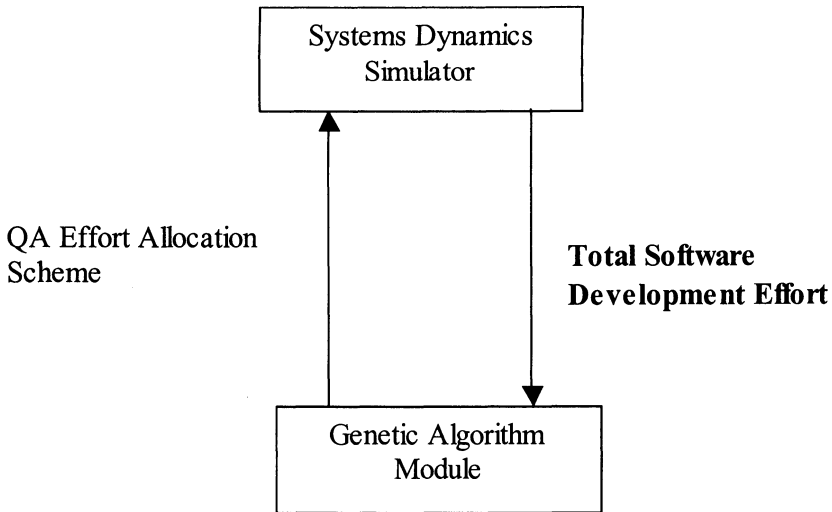 Systems Dynamics
Simulator
QA Effort Allocation
Scheme
Total Software
Development Effort
Genetic Algorithm
Module